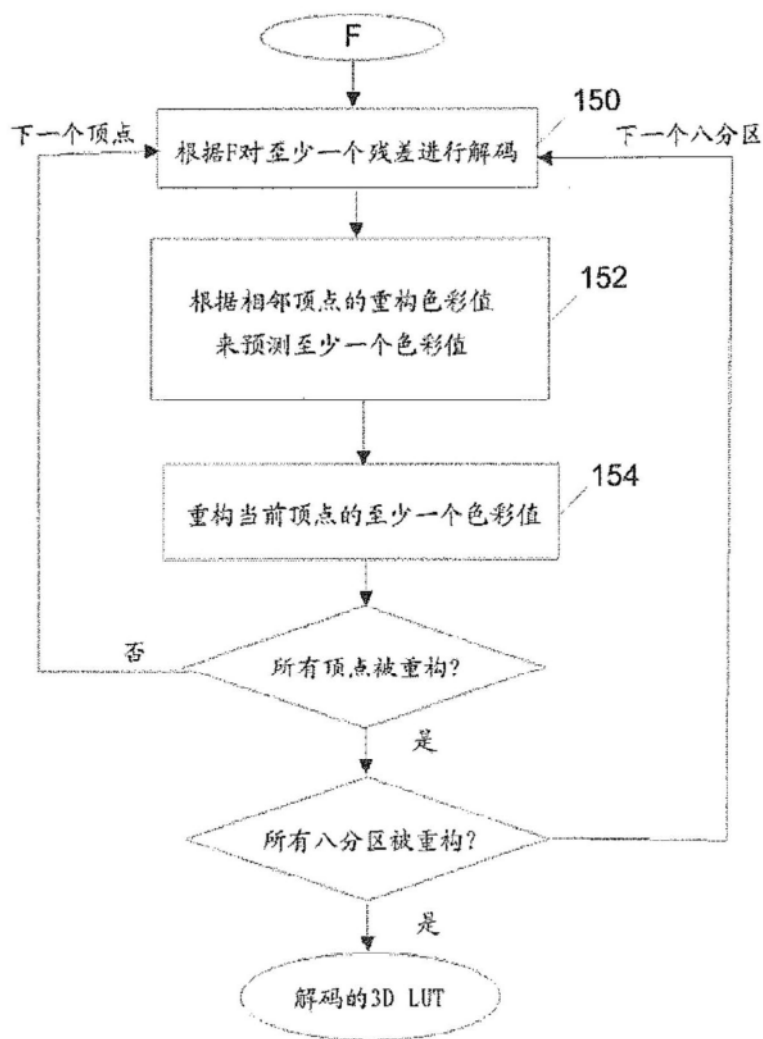 F
150
下一个顶点
下一个八分区
根据F对至少一个残差进行解码
152
根据相邻顶点的重构色彩值
来预测至少一个色彩值
154
重构当前顶点的至少一个色彩值
否
所有顶点被重构?
是
所有八分区被重构?
是
解码的3D LUT